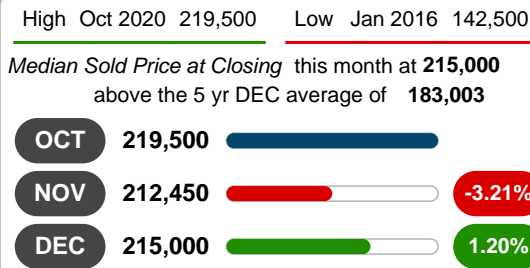 High Oct 2020 219,500 Low Jan 2016 142,500
Median Sold Price at Closing this month at 215,000
above the 5 yr DEC average of 183,003
OCT 219,500
NOV 212,450 -3.21%
DEC 215,000 1.20%